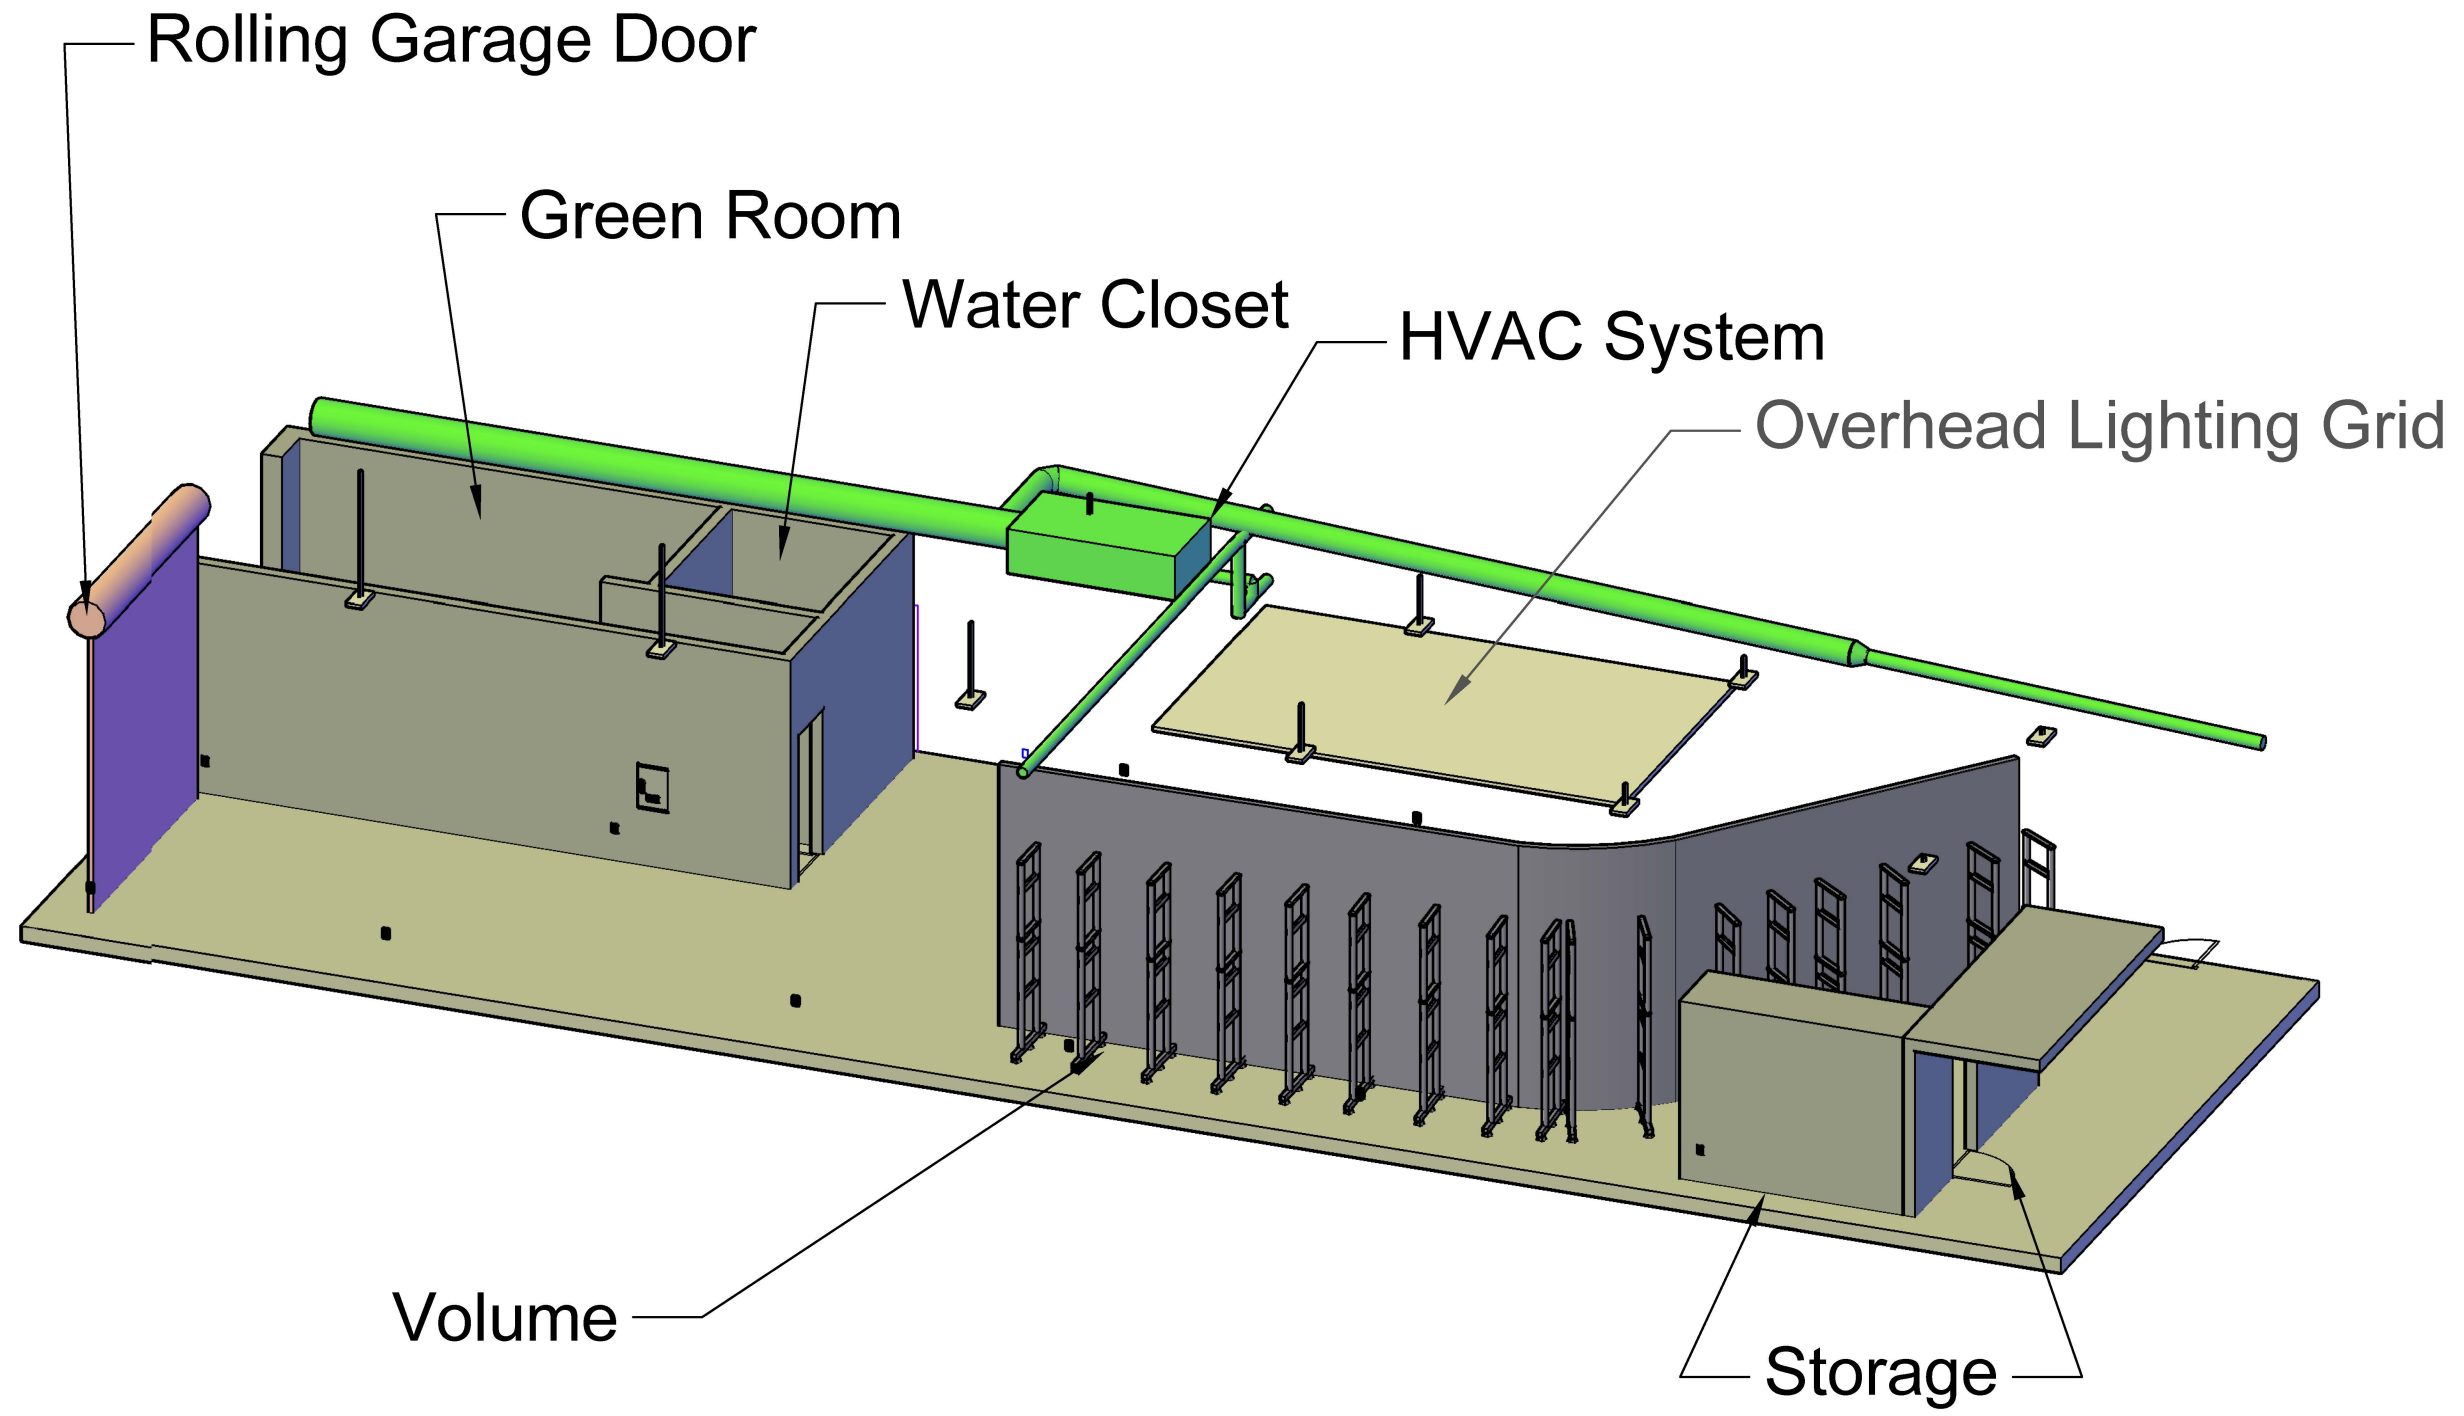 Rolling Garage Door
Green Room
Water Closet
HVAC System
Overhead Lighting Grid
Volume
Storage